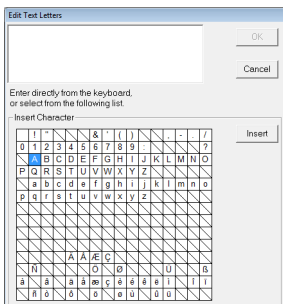 Edit Text Letters
OK
Cancel
Enter directly from the keyboard,
or select from the following list.
Insert Character
Insert
! " & ' ( ) , - . /
0 1 2 3 4 5 6 7 8 9 : ?
A B C D E F G H I J K L M N O
P Q R S T U V W X Y Z
a b c d e f g h i j k l m n o
p q r s t u v w x y z
Æ Ç
Ñ Ø ß
æ ç è é ê ë
ñ ò ô ö ø ú û ü